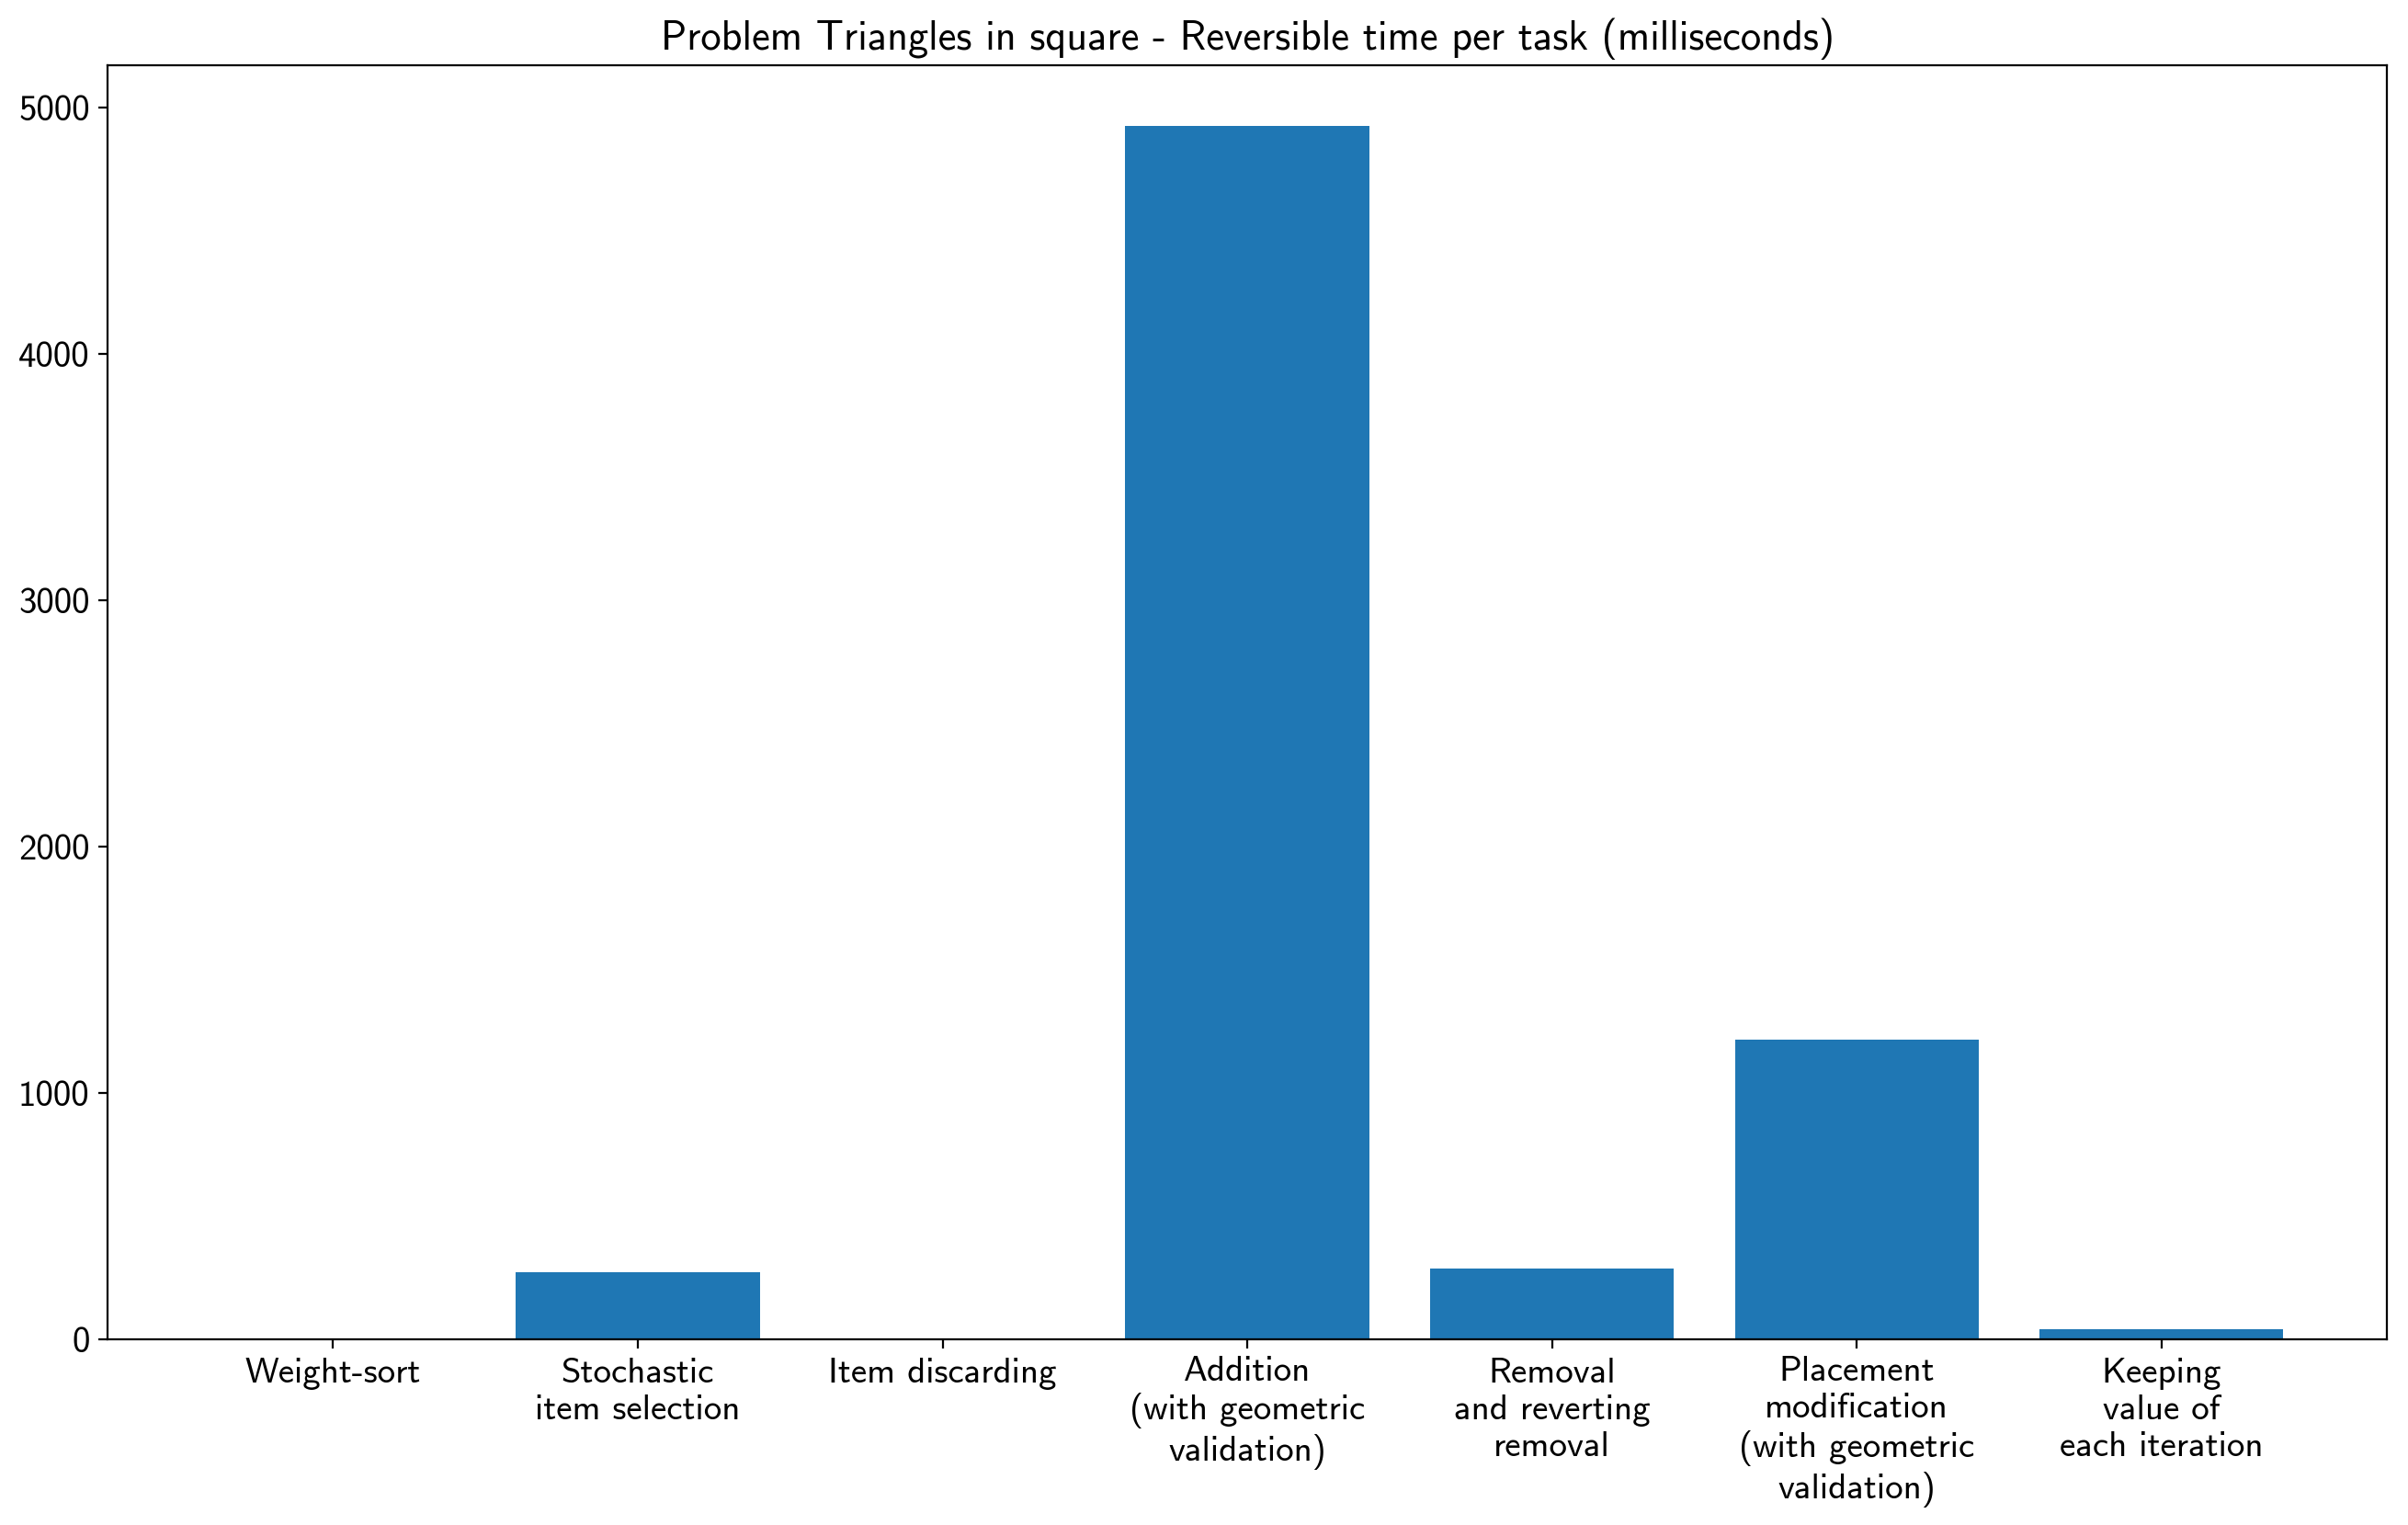 Problem Triangles in square - Reversible time per task (milliseconds)
5000
4000
3000
2000
1000
0
Weight-sort
Stochastic
item selection
Item discarding
Addition
(with geometric
validation)
Removal
and reverting
removal
Placement
modification
(with geometric
validation)
Keeping
value of
each iteration